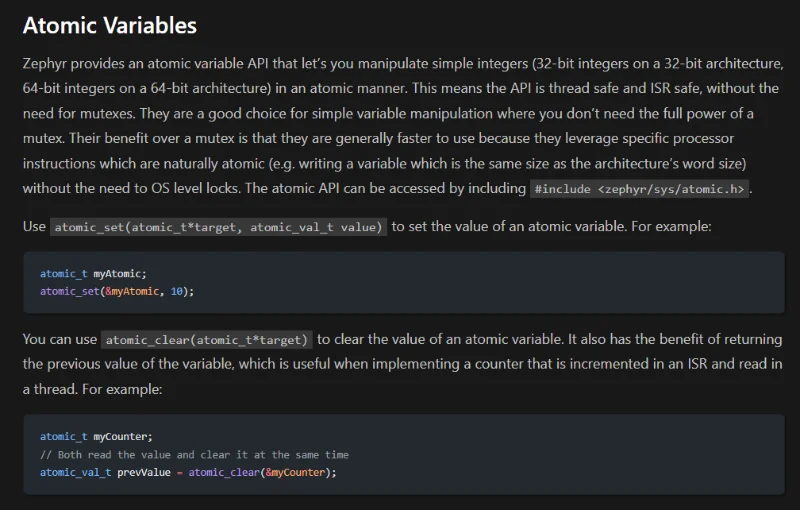 Atomic Variables
Zephyr provides an atomic variable API that let's you manipulate simple integers (32-bit integers on a 32-bit architecture,
64-bit integers on a 64-bit architecture) in an atomic manner. This means the API is thread safe and ISR safe, without the
need for mutexes. They are a good choice for simple variable manipulation where you don't need the full power of a
mutex. Their benefit over a mutex is that they are generally faster to use because they leverage specific processor
instructions which are naturally atomic (e.g. writing a variable which is the same size as the architecture's word size)
without the need to OS level locks. The atomic API can be accessed by including #include <zephyr/sys/atomic.h>.
Use atomic_set(atomic_t*target, atomic_val_t value) to set the value of an atomic variable. For example:
atomic_t myAtomic;
atomic_set(&myAtomic, 10);
You can use atomic_clear(atomic_t*target) to clear the value of an atomic variable. It also has the benefit of returning
the previous value of the variable, which is useful when implementing a counter that is incremented in an ISR and read in
a thread. For example:
atomic_t myCounter;
// Both read the value and clear it at the same time
atomic_val_t prevValue = atomic_clear(&myCounter);